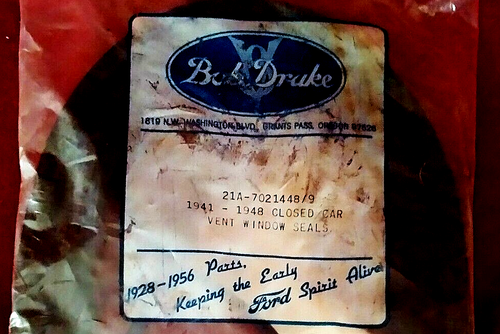 Bob Drake
1819 N.W. WASHINGTON BLVD. GRANTS PASS, OREGON 97526
21A-7021448/9
1941 - 1948 CLOSED CAR
VENT WINDOW SEALS
1928-1956 Parts,
Keeping the Early
Ford Spirit Alive